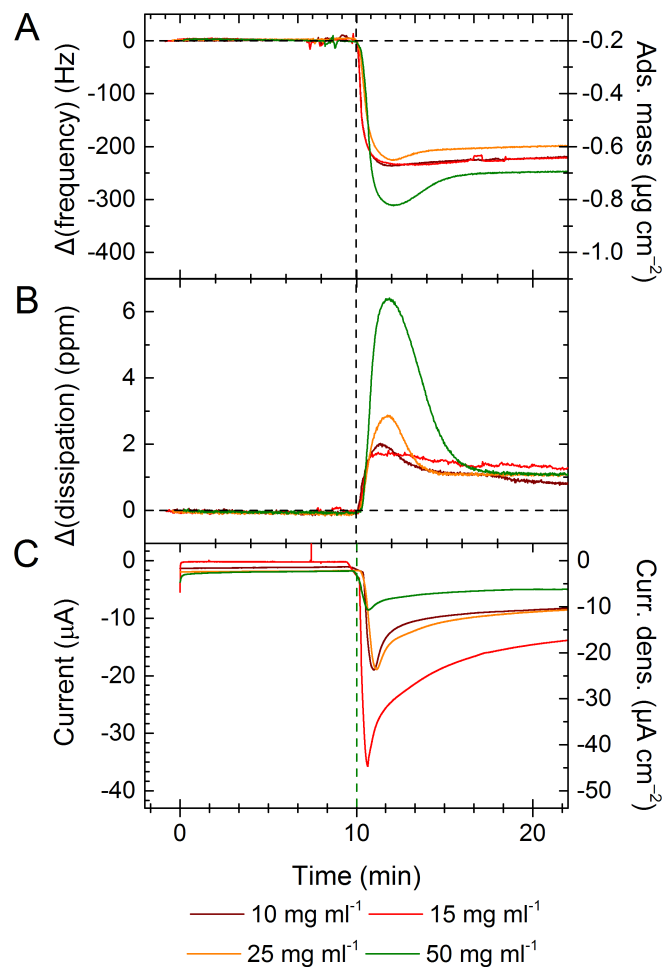 A
Δ(frequency) (Hz)
0
-100
-200
-300
-400
-0.2
-0.4
-0.6
-0.8
-1.0
Ads. mass (μg cm⁻²)
B
Δ(dissipation) (ppm)
6
4
2
0
C
Current (μA)
0
-10
-20
-30
-40
0
-10
-20
-30
-40
-50
Curr. dens. (μA cm⁻²)
0 10 20
Time (min)
10 mg ml⁻¹ 15 mg ml⁻¹
25 mg ml⁻¹ 50 mg ml⁻¹